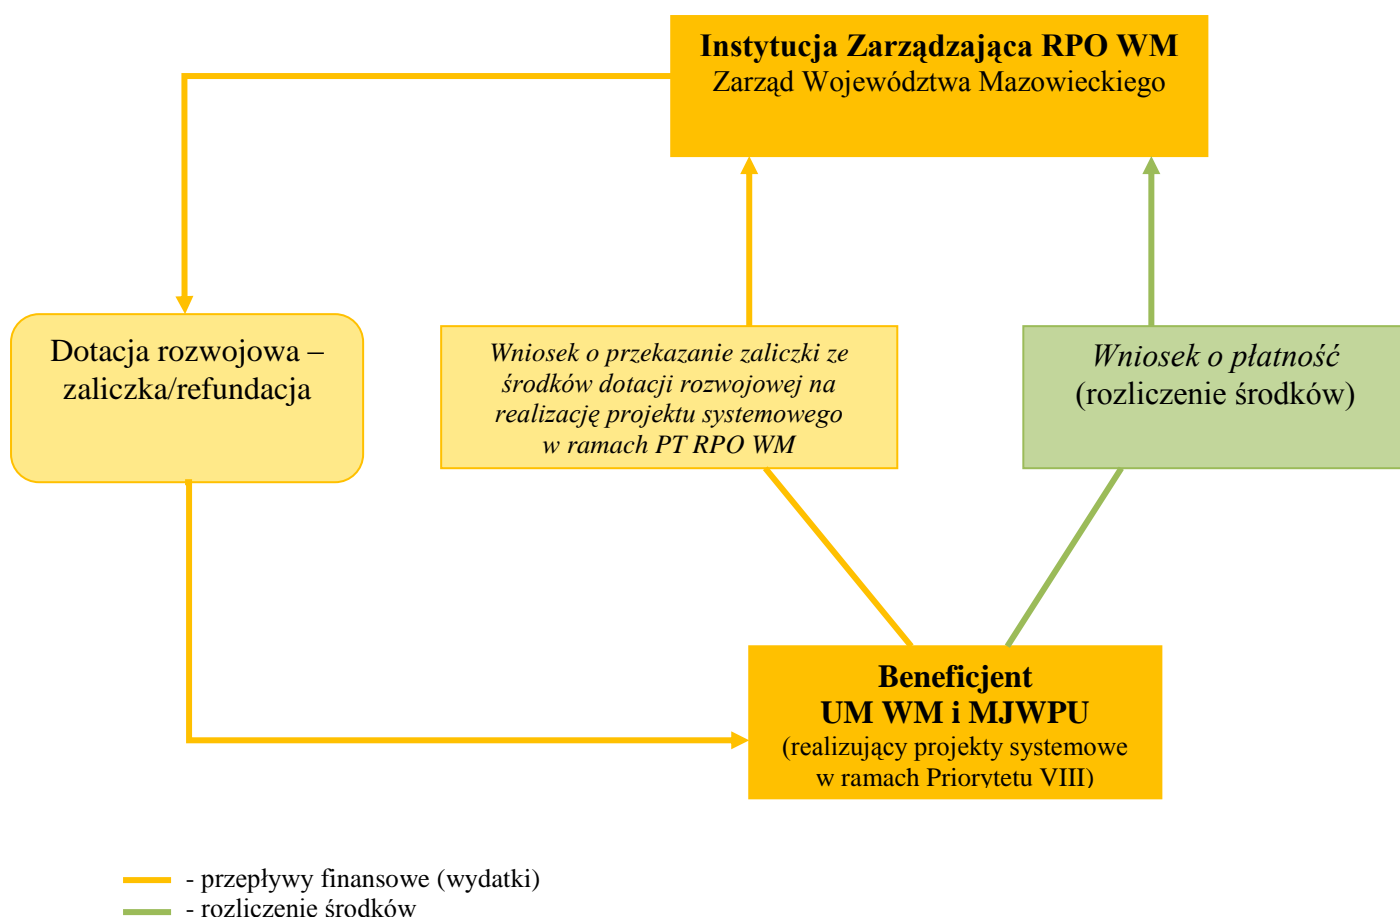 Instytucja Zarządzająca RPO WM
Zarząd Województwa Mazowieckiego
Dotacja rozwojowa –
zaliczka/refundacja
Wniosek o przekazanie zaliczki ze
środków dotacji rozwojowej na
realizację projektu systemowego
w ramach PT RPO WM
Wniosek o płatność
(rozliczenie środków)
Beneficjent
UM WM i MJWPU
(realizujący projekty systemowe
w ramach Priorytetu VIII)
- przepływy finansowe (wydatki)
- rozliczenie środków